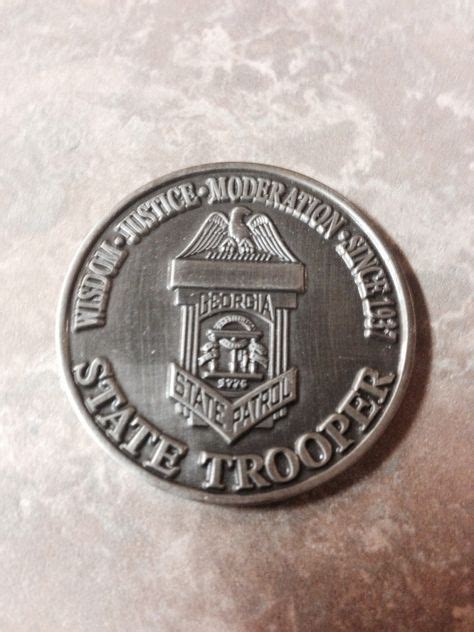 WISDOM • JUSTICE • MODERATION • SINCE 1937
GEORGIA
1776
STATE PATROL
STATE TROOPER